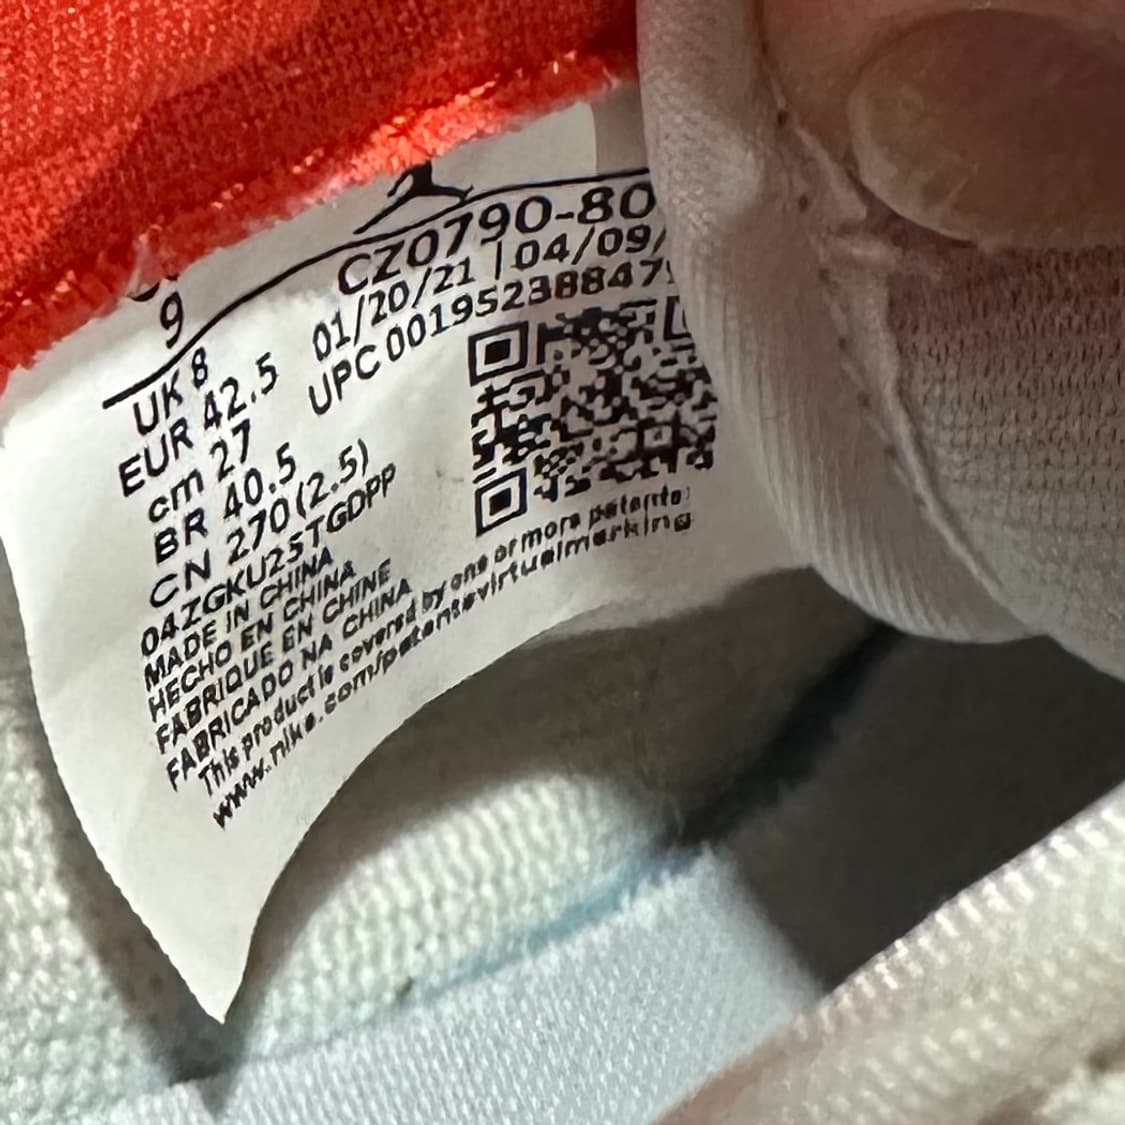 9
CZ0790-80
01/20/21 | 04/09/
UPC 00195238847
UK 8
EUR 42.5
cm 27
BR 40.5
CN 270(2.5)
04ZGKU25TGDPP
MADE IN CHINA
HECHO EN CHINA
FABRIQUE EN CHINE
FABRICADO NA CHINA
This product is covered by one or more patents:
www.nike.com/patentsvirtualmarking